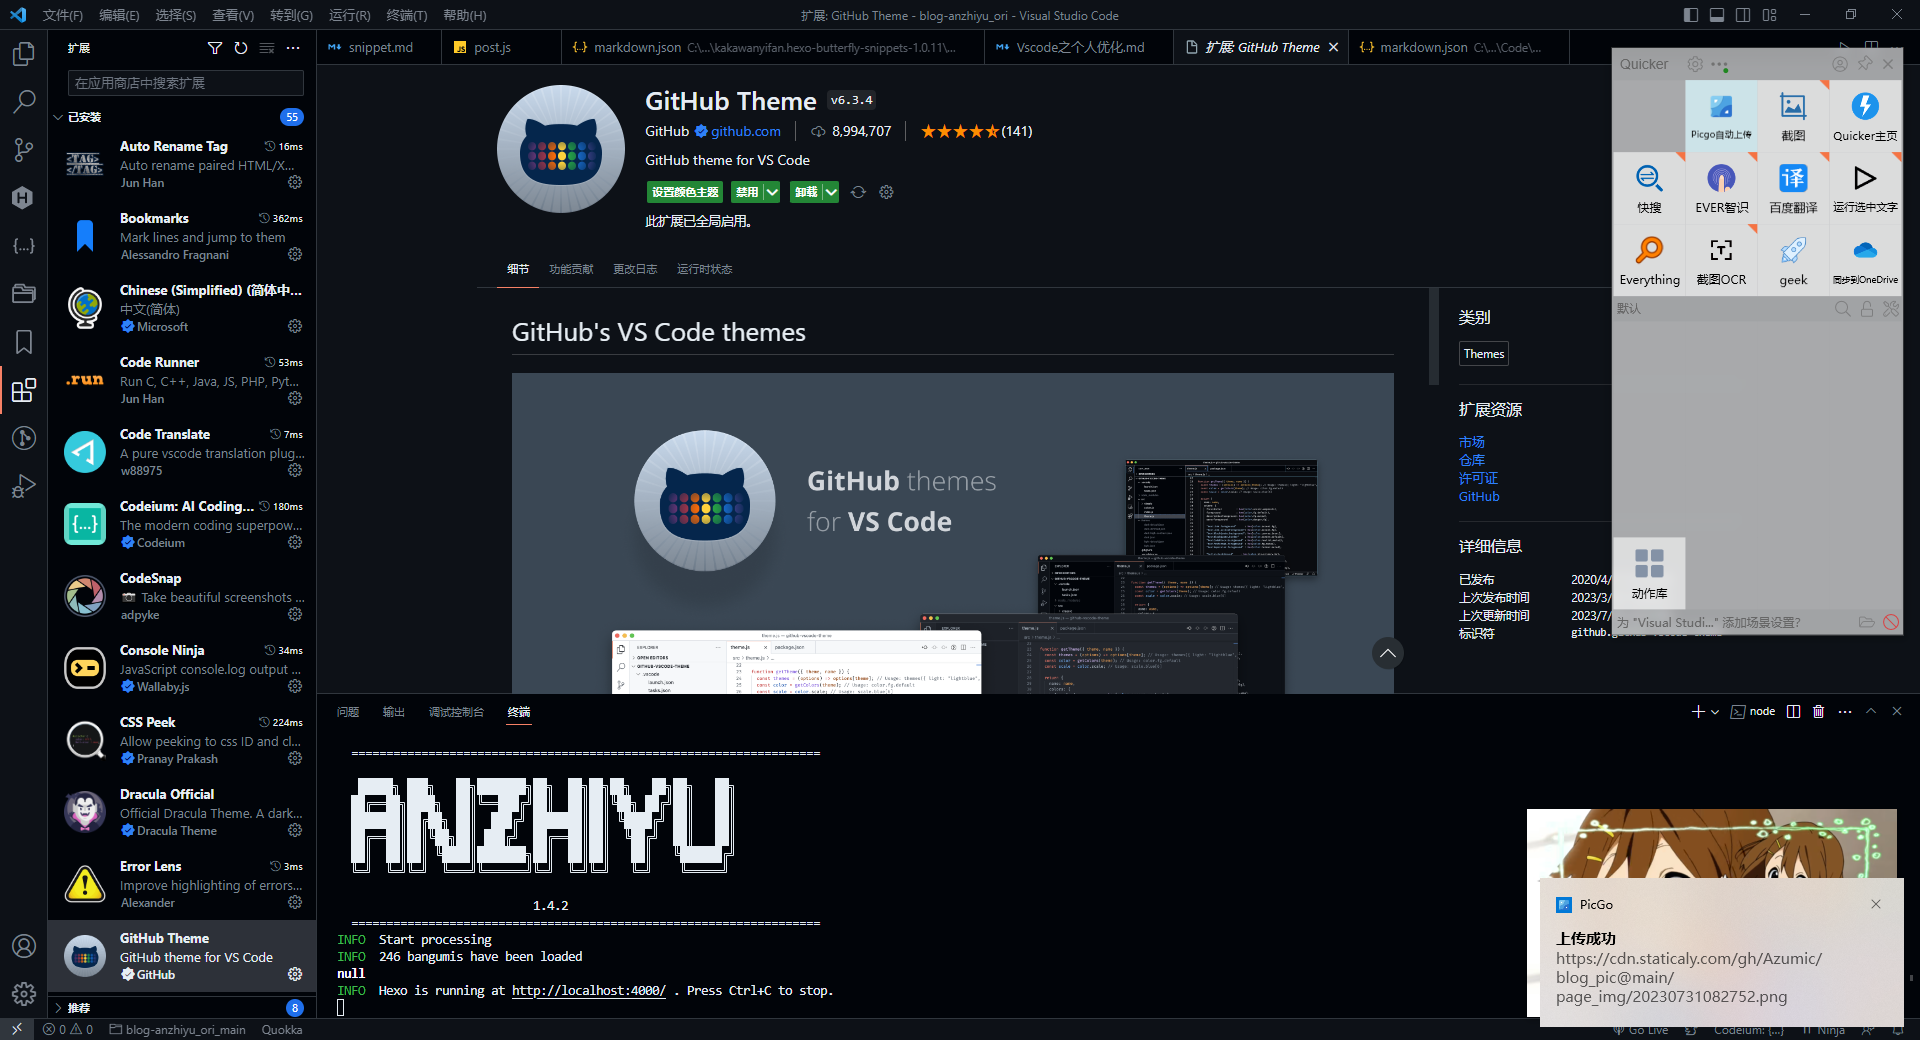 文件(F) 编辑(E) 选择(S) 查看(V) 转到(G) 运行(R) 终端(T) 帮助(H) 扩展: GitHub Theme - blog-anzhiyu_ori - Visual Studio Code
扩展
在应用商店中搜索扩展
已安装 55
Auto Rename Tag 16ms
Auto rename paired HTML/X...
Jun Han
Bookmarks 362ms
Mark lines and jump to them
Alessandro Fragnani
Chinese (Simplified) (简体中...
中文(简体)
Microsoft
Code Runner 53ms
Run C, C++, Java, JS, PHP, Pyt...
Jun Han
Code Translate 7ms
A pure vscode translation plug...
w88975
Codeium: AI Coding... 180ms
The modern coding superpow...
Codeium
CodeSnap
📷 Take beautiful screenshots ...
adpyke
Console Ninja 34ms
JavaScript console.log output ...
Wallaby.js
CSS Peek 224ms
Allow peeking to css ID and cl...
Pranay Prakash
Dracula Official
Official Dracula Theme. A dark...
Dracula Theme
Error Lens 3ms
Improve highlighting of errors...
Alexander
GitHub Theme
GitHub theme for VS Code
GitHub
推荐 8
snippet.md post.js markdown.json C:\...\kakawanyifan.hexo-butterfly-snippets-1.0.11\... Vscode之个人优化.md 扩展: GitHub Theme markdown.json C:\...\Code\...
GitHub Theme v6.3.4
GitHub github.com 8,994,707 (141)
GitHub theme for VS Code
设置颜色主题 禁用 卸载
此扩展已全局启用。
细节 功能贡献 更改日志 运行时状态
GitHub's VS Code themes
GitHub themes
for VS Code
类别
Themes
扩展资源
市场
仓库
许可证
GitHub
详细信息
已发布 2020/4/
上次发布时间 2023/3/
上次更新时间 2023/7/
标识符
Quicker
Picgo自动上传 截图 Quicker主页
快搜 EVER智识 百度翻译 运行选中文字
Everything 截图OCR geek 同步到OneDrive
默认
动作库
为 "Visual Studi..." 添加场景设置?
问题 输出 调试控制台 终端 node
===================================================================
ANZHIYU
1.4.2
===================================================================
INFO Start processing
INFO 246 bangumis have been loaded
null
INFO Hexo is running at http://localhost:4000/ . Press Ctrl+C to stop.
PicGo
上传成功
https://cdn.staticaly.com/gh/Azumic/
blog_pic@main/
page_img/20230731082752.png
0 0 blog-anzhiyu_ori_main Quokka Go Live Codeium: {...} Ninja